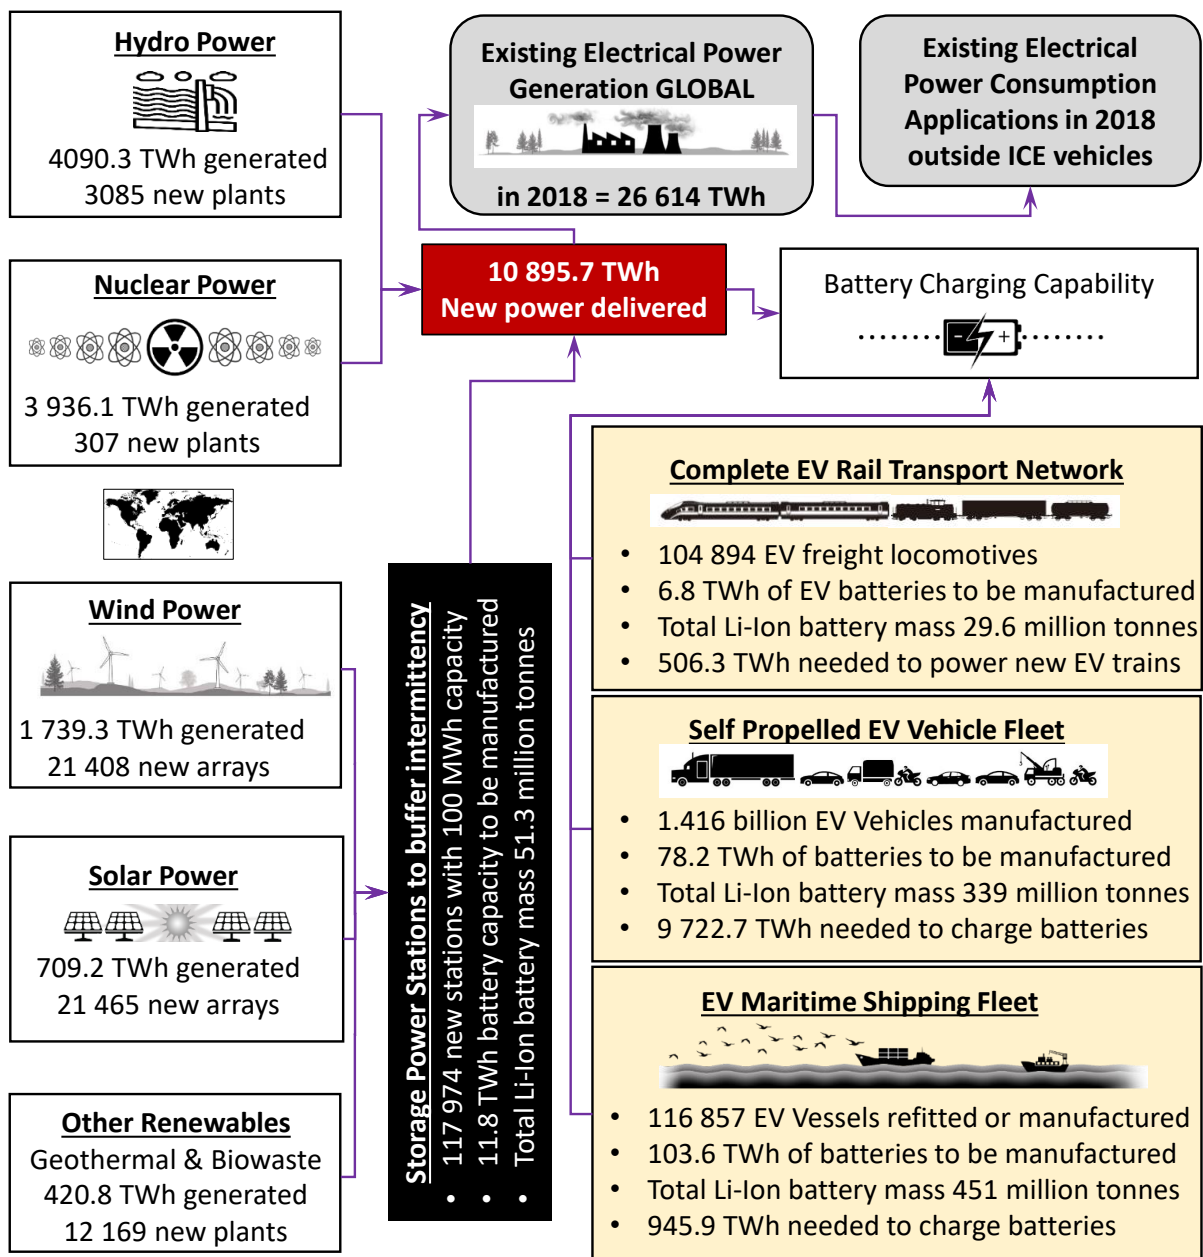 Hydro Power
4090.3 TWh generated
3085 new plants
Existing Electrical Power
Generation GLOBAL
in 2018 = 26 614 TWh
Existing Electrical
Power Consumption
Applications in 2018
outside ICE vehicles
Nuclear Power
3 936.1 TWh generated
307 new plants
10 895.7 TWh
New power delivered
Battery Charging Capability
- +
Wind Power
1 739.3 TWh generated
21 408 new arrays
Solar Power
709.2 TWh generated
21 465 new arrays
Other Renewables
Geothermal & Biowaste
420.8 TWh generated
12 169 new plants
Storage Power Stations to buffer intermittency
• 117 974 new stations with 100 MWh capacity
• 11.8 TWh battery capacity to be manufactured
• Total Li-Ion battery mass 51.3 million tonnes
Complete EV Rail Transport Network
• 104 894 EV freight locomotives
• 6.8 TWh of EV batteries to be manufactured
• Total Li-Ion battery mass 29.6 million tonnes
• 506.3 TWh needed to power new EV trains
Self Propelled EV Vehicle Fleet
• 1.416 billion EV Vehicles manufactured
• 78.2 TWh of batteries to be manufactured
• Total Li-Ion battery mass 339 million tonnes
• 9 722.7 TWh needed to charge batteries
EV Maritime Shipping Fleet
• 116 857 EV Vessels refitted or manufactured
• 103.6 TWh of batteries to be manufactured
• Total Li-Ion battery mass 451 million tonnes
• 945.9 TWh needed to charge batteries